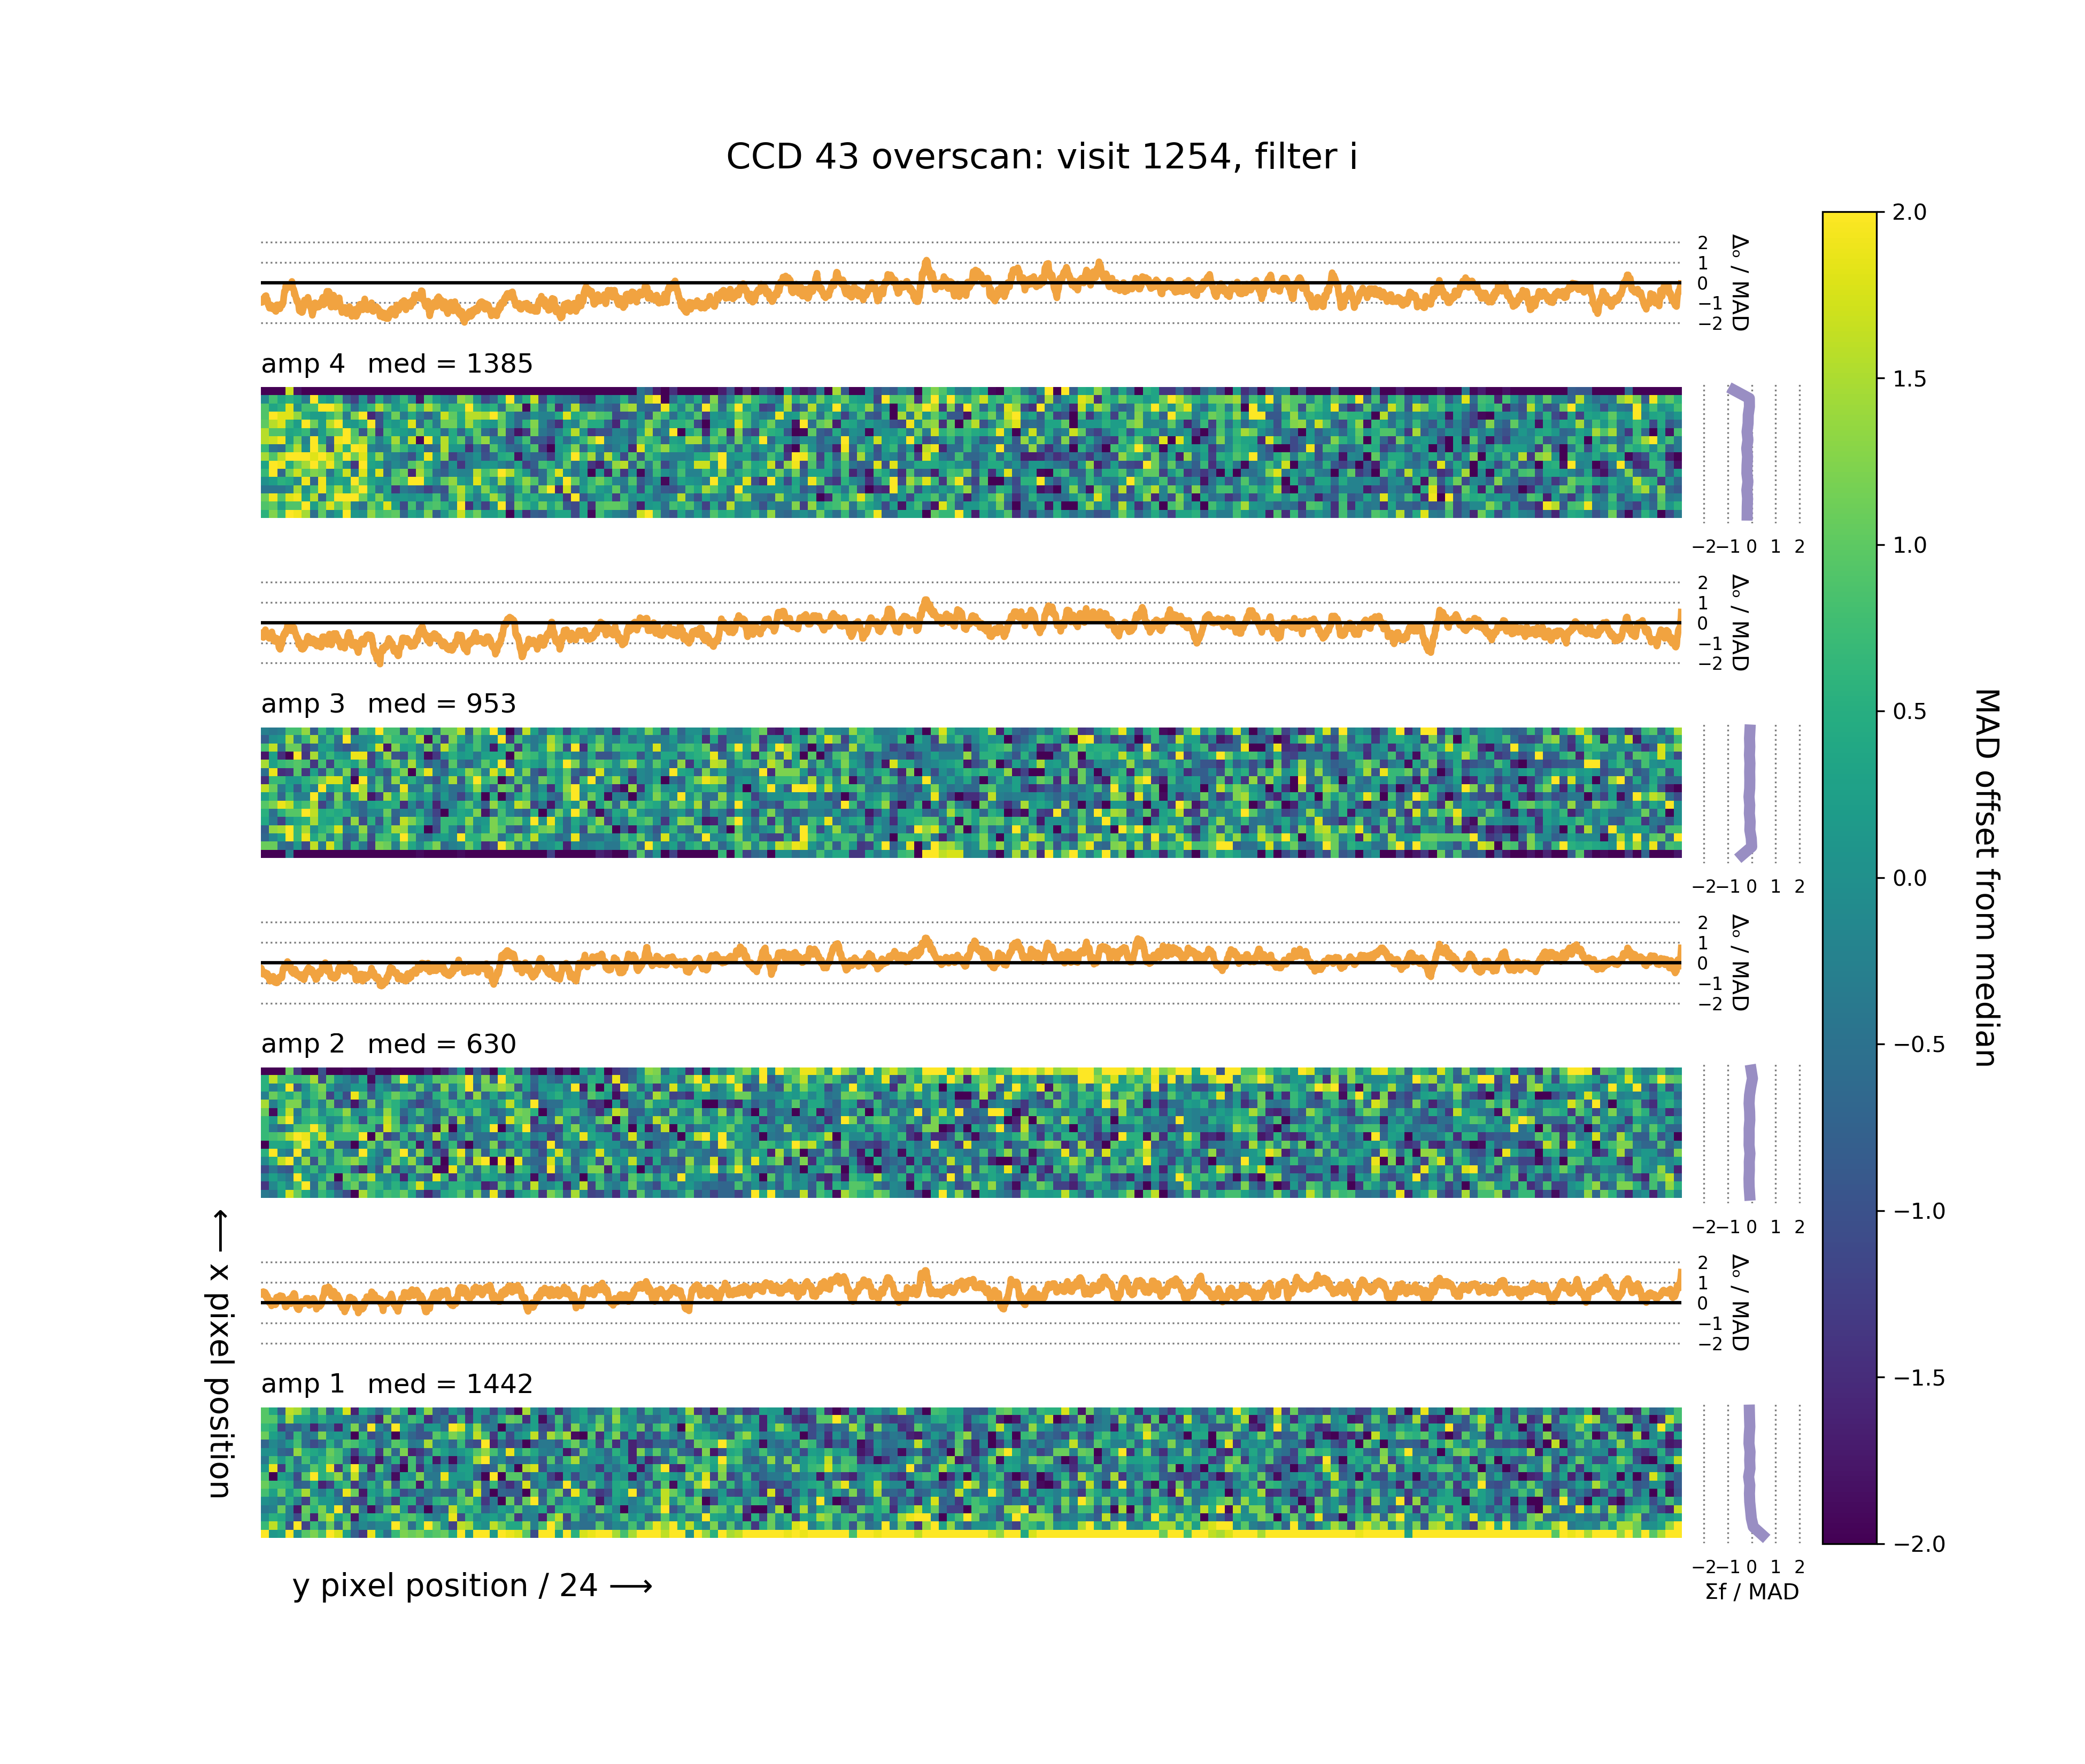 CCD 43 overscan: visit 1254, filter i
2
1
0
−1
−2
Δₒ / MAD
amp 4 med = 1385
−2 −1 0 1 2
2
1
0
−1
−2
Δₒ / MAD
amp 3 med = 953
−2 −1 0 1 2
2
1
0
−1
−2
Δₒ / MAD
amp 2 med = 630
−2 −1 0 1 2
2
1
0
−1
−2
Δₒ / MAD
amp 1 med = 1442
−2 −1 0 1 2
Σf / MAD
y pixel position / 24 ⟶
⟵ x pixel position
2.0
1.5
1.0
0.5
0.0
−0.5
−1.0
−1.5
−2.0
MAD offset from median